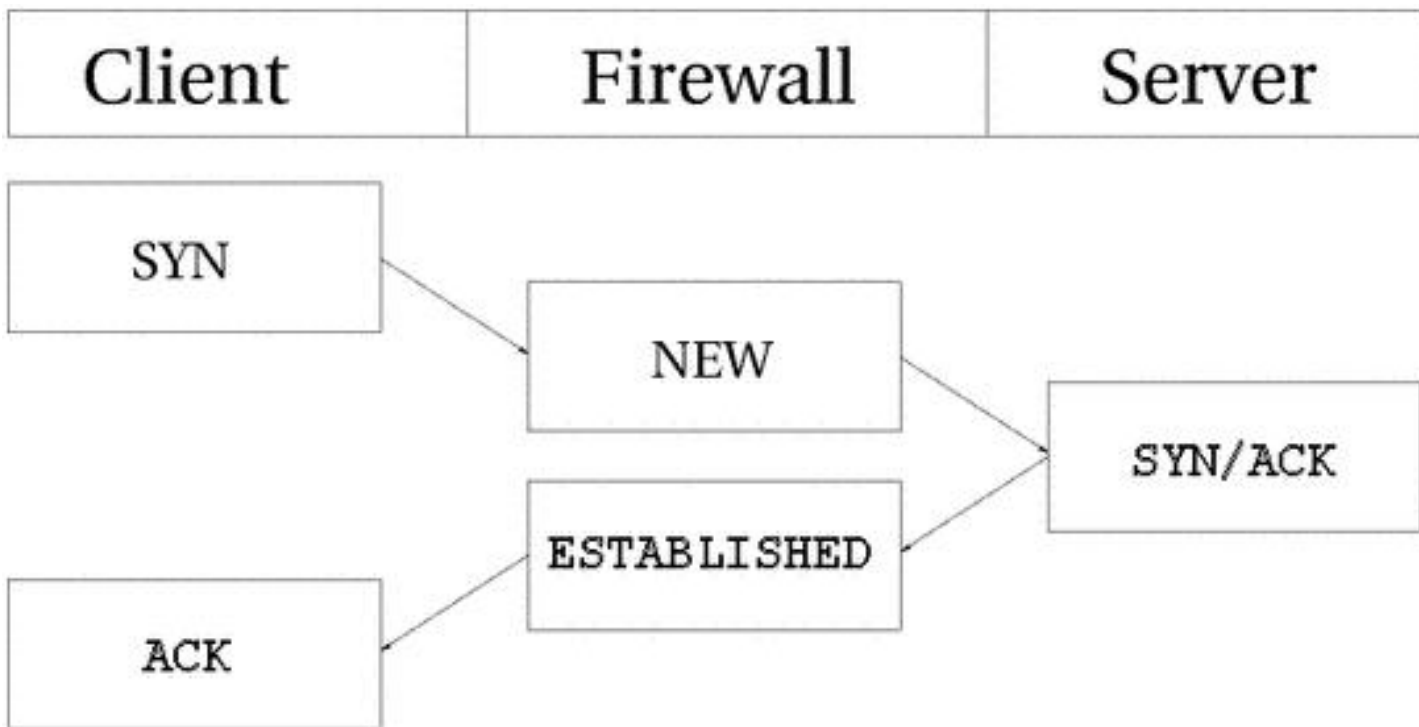 Client
Firewall
Server
SYN
NEW
SYN/ACK
ESTABLISHED
ACK